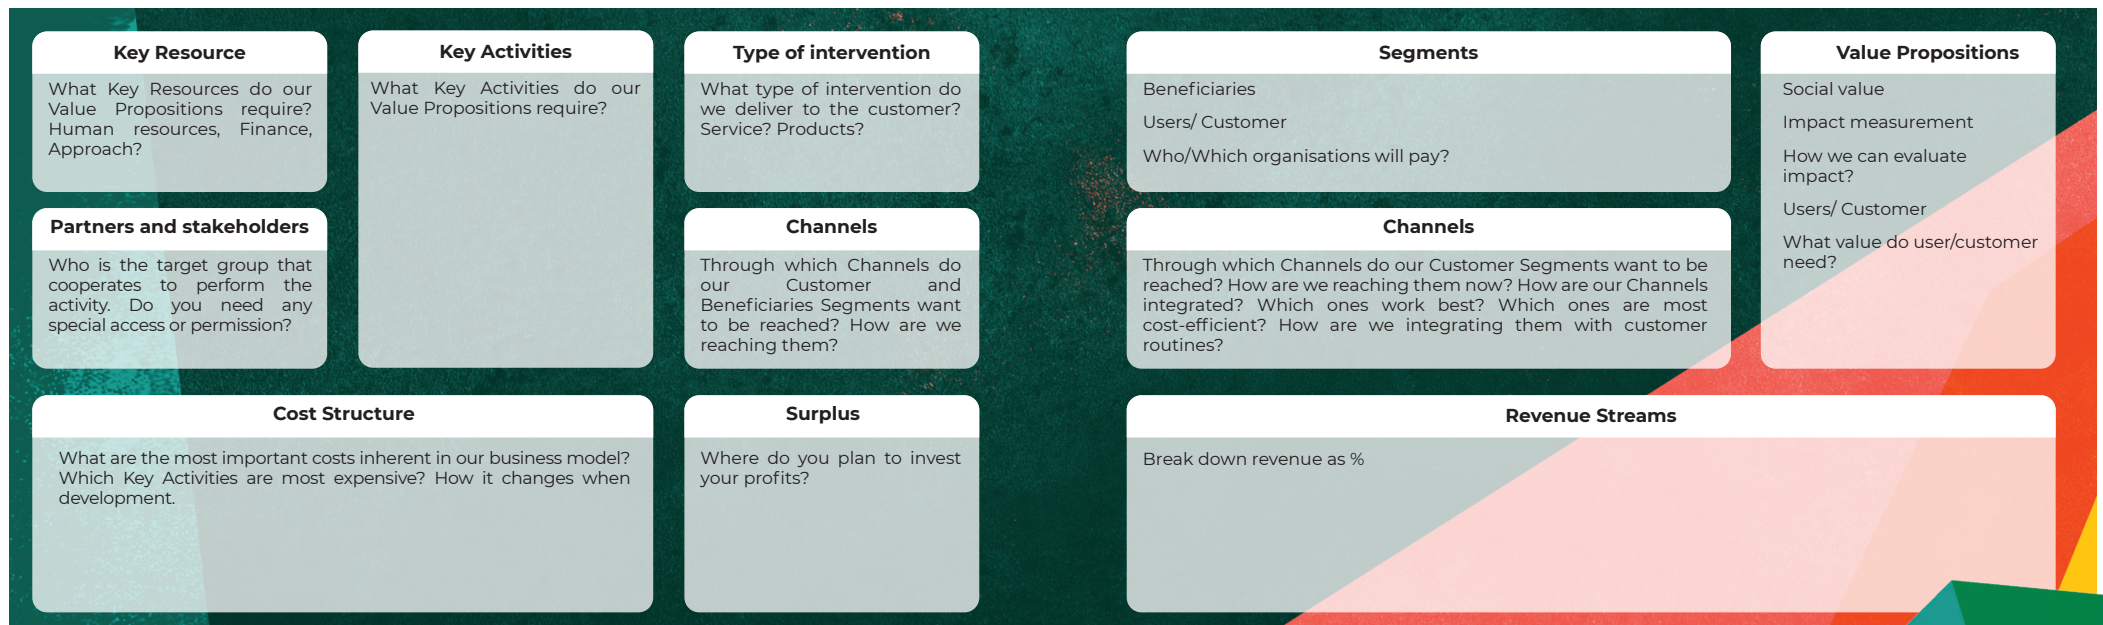 Key Resource
What Key Resources do our
Value Propositions require?
Human resources, Finance,
Approach?
Key Activities
What Key Activities do our
Value Propositions require?
Type of intervention
What type of intervention do
we deliver to the customer?
Service? Products?
Segments
Beneficiaries
Users/ Customer
Who/Which organisations will pay?
Value Propositions
Social value
Impact measurement
How we can evaluate
impact?
Users/ Customer
What value do user/customer
need?
Partners and stakeholders
Who is the target group that
cooperates to perform the
activity. Do you need any
special access or permission?
Channels
Through which Channels do
our Customer and
Beneficiaries Segments want
to be reached? How are we
reaching them?
Channels
Through which Channels do our Customer Segments want to be
reached? How are we reaching them now? How are our Channels
integrated? Which ones work best? Which ones are most
cost-efficient? How are we integrating them with customer
routines?
Cost Structure
What are the most important costs inherent in our business model?
Which Key Activities are most expensive? How it changes when
development.
Surplus
Where do you plan to invest
your profits?
Revenue Streams
Break down revenue as %